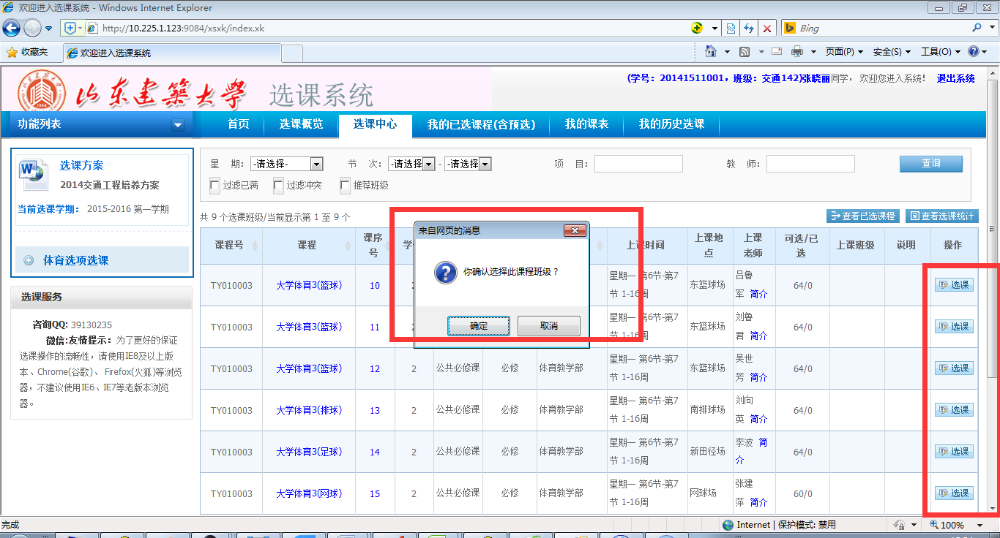 欢迎进入选课系统 - Windows Internet Explorer
http://10.225.1.123:9084/xsxk/index.xk
Bing
收藏夹
欢迎进入选课系统
页面(P)
安全(S)
工具(O)
山东建筑大学
选课系统
(学号：20141511001，班级：交通142)张晓丽同学， 欢迎您进入系统! 退出系统
功能列表
首页
选课概览
选课中心
我的已选课程(含预选)
我的课表
我的历史选课
选课方案
2014交通工程培养方案
当前选课学期： 2015-2016 第一学期
体育选项选课
选课服务
咨询QQ: 39130235
微信:友情提示：为了更好的保证
选课操作的流畅性，请使用IE8及以上版
本、Chrome(谷歌)、 Firefox(火狐)等浏览
器，不建议使用IE6、IE7等老版本浏览
器。
星 期： -请选择-
节 次： -请选择 - -请选择
项 目：
教 师：
查询
过滤已满
过滤冲突
推荐班级
共 9 个选课班级/当前显示第 1 至 9 个
查看已选课程
查看选课统计
课程号 课程 课序号 学 上课时间 上课地点 上课老师 可选/已选 上课班级 说明 操作
TY010003 大学体育3(篮球) 10 2 星期一 第6节-第7节 1-16周 东篮球场 吕鲁军 简介 64/0 选课
TY010003 大学体育3(篮球) 11 星期一 第6节-第7节 1-16周 东篮球场 刘鲁君 简介 64/0 选课
TY010003 大学体育3(篮球) 12 2 公共必修课 必修 体育教学部 星期一 第6节-第7节 1-16周 东篮球场 吴世芳 简介 64/0 选课
TY010003 大学体育3(排球) 13 2 公共必修课 必修 体育教学部 星期一 第6节-第7节 1-16周 南排球场 刘向英 简介 64/0 选课
TY010003 大学体育3(足球) 14 2 公共必修课 必修 体育教学部 星期一 第6节-第7节 1-16周 新田径场 李波 简介 64/0 选课
TY010003 大学体育3(网球) 15 2 公共必修课 必修 体育教学部 星期一 第6节-第7节 1-16周 网球场 张建萍 简介 60/0 选课
来自网页的消息
你确认选择此课程班级？
确定
取消
完成
Internet | 保护模式: 禁用
100%